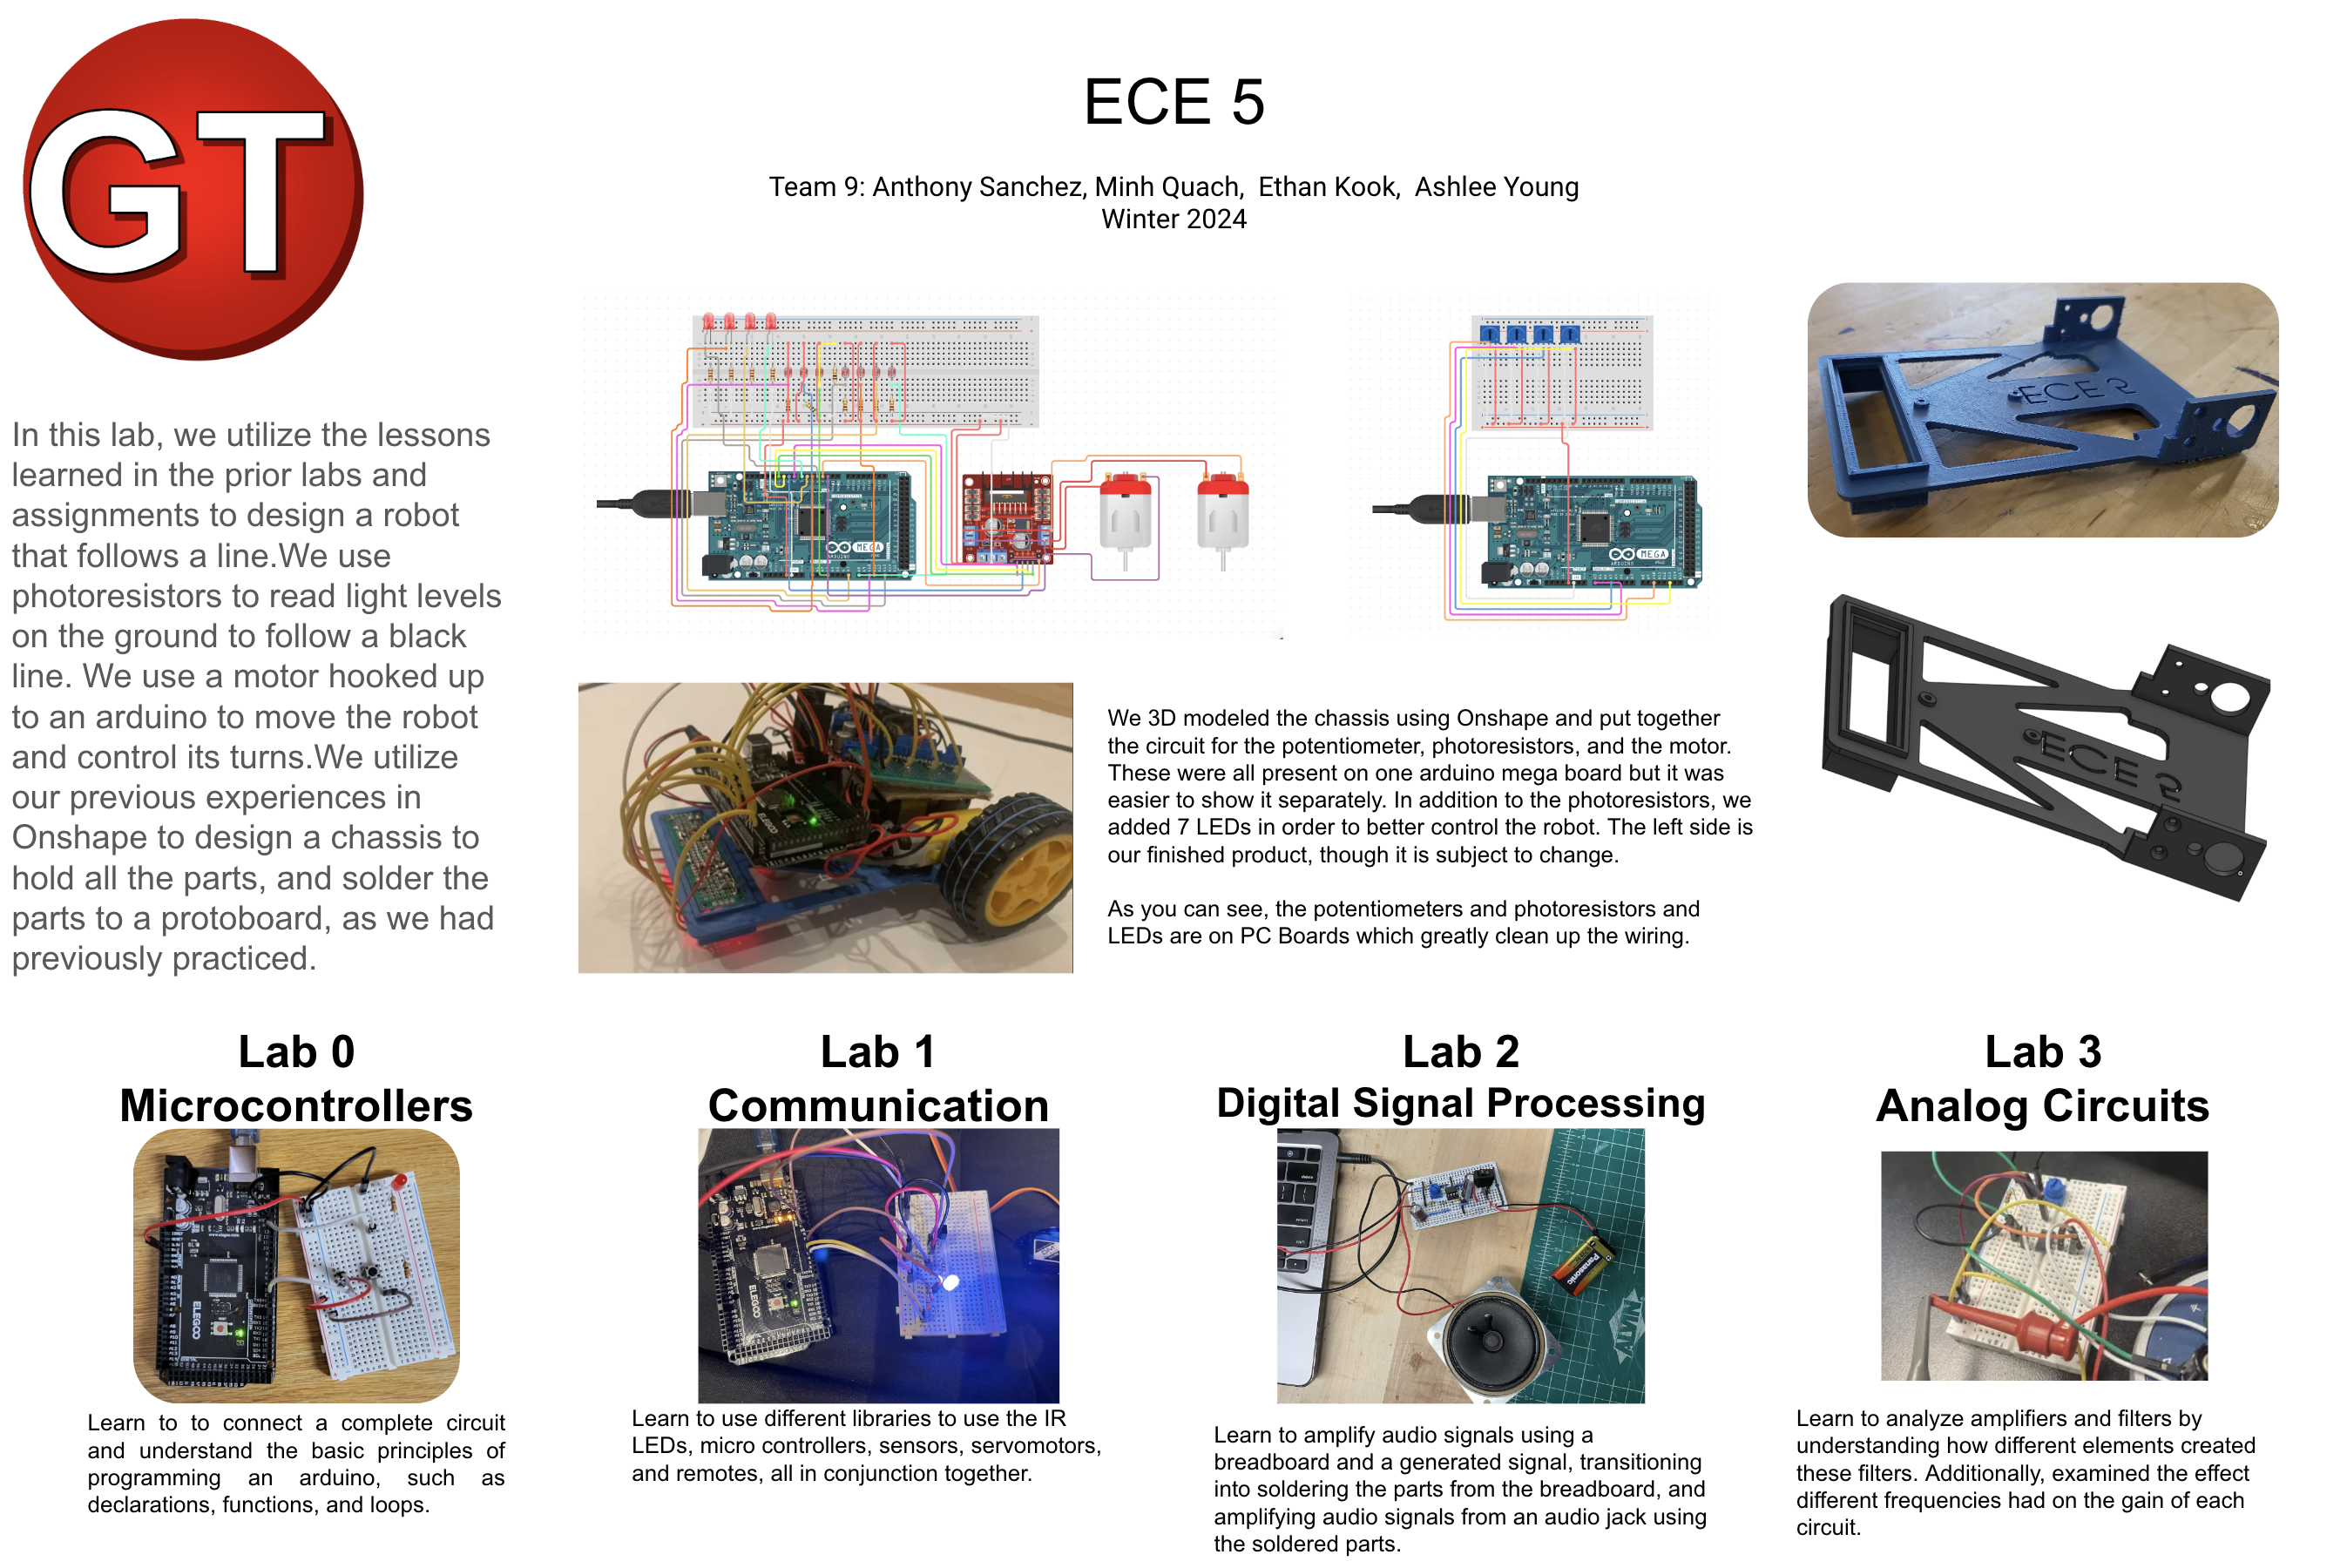 GT
ECE 5
Team 9: Anthony Sanchez, Minh Quach,  Ethan Kook,  Ashlee Young
Winter 2024
In this lab, we utilize the lessons
learned in the prior labs and
assignments to design a robot
that follows a line.We use
photoresistors to read light levels
on the ground to follow a black
line. We use a motor hooked up
to an arduino to move the robot
and control its turns.We utilize
our previous experiences in
Onshape to design a chassis to
hold all the parts, and solder the
parts to a protoboard, as we had
previously practiced.
MEGA
ARDUINO
MEGA
ARDUINO
ECE
ECE
ELEGOO
We 3D modeled the chassis using Onshape and put together
the circuit for the potentiometer, photoresistors, and the motor.
These were all present on one arduino mega board but it was
easier to show it separately. In addition to the photoresistors, we
added 7 LEDs in order to better control the robot. The left side is
our finished product, though it is subject to change.
As you can see, the potentiometers and photoresistors and
LEDs are on PC Boards which greatly clean up the wiring.
Lab 0
Microcontrollers
ELEGOO
Learn to to connect a complete circuit
and understand the basic principles of
programming an arduino, such as
declarations, functions, and loops.
Lab 1
Communication
ELEGOO
Learn to use different libraries to use the IR
LEDs, micro controllers, sensors, servomotors,
and remotes, all in conjunction together.
Lab 2
Digital Signal Processing
Panasonic
ALVIN
Learn to amplify audio signals using a
breadboard and a generated signal, transitioning
into soldering the parts from the breadboard, and
amplifying audio signals from an audio jack using
the soldered parts.
Lab 3
Analog Circuits
Learn to analyze amplifiers and filters by
understanding how different elements created
these filters. Additionally, examined the effect
different frequencies had on the gain of each
circuit.